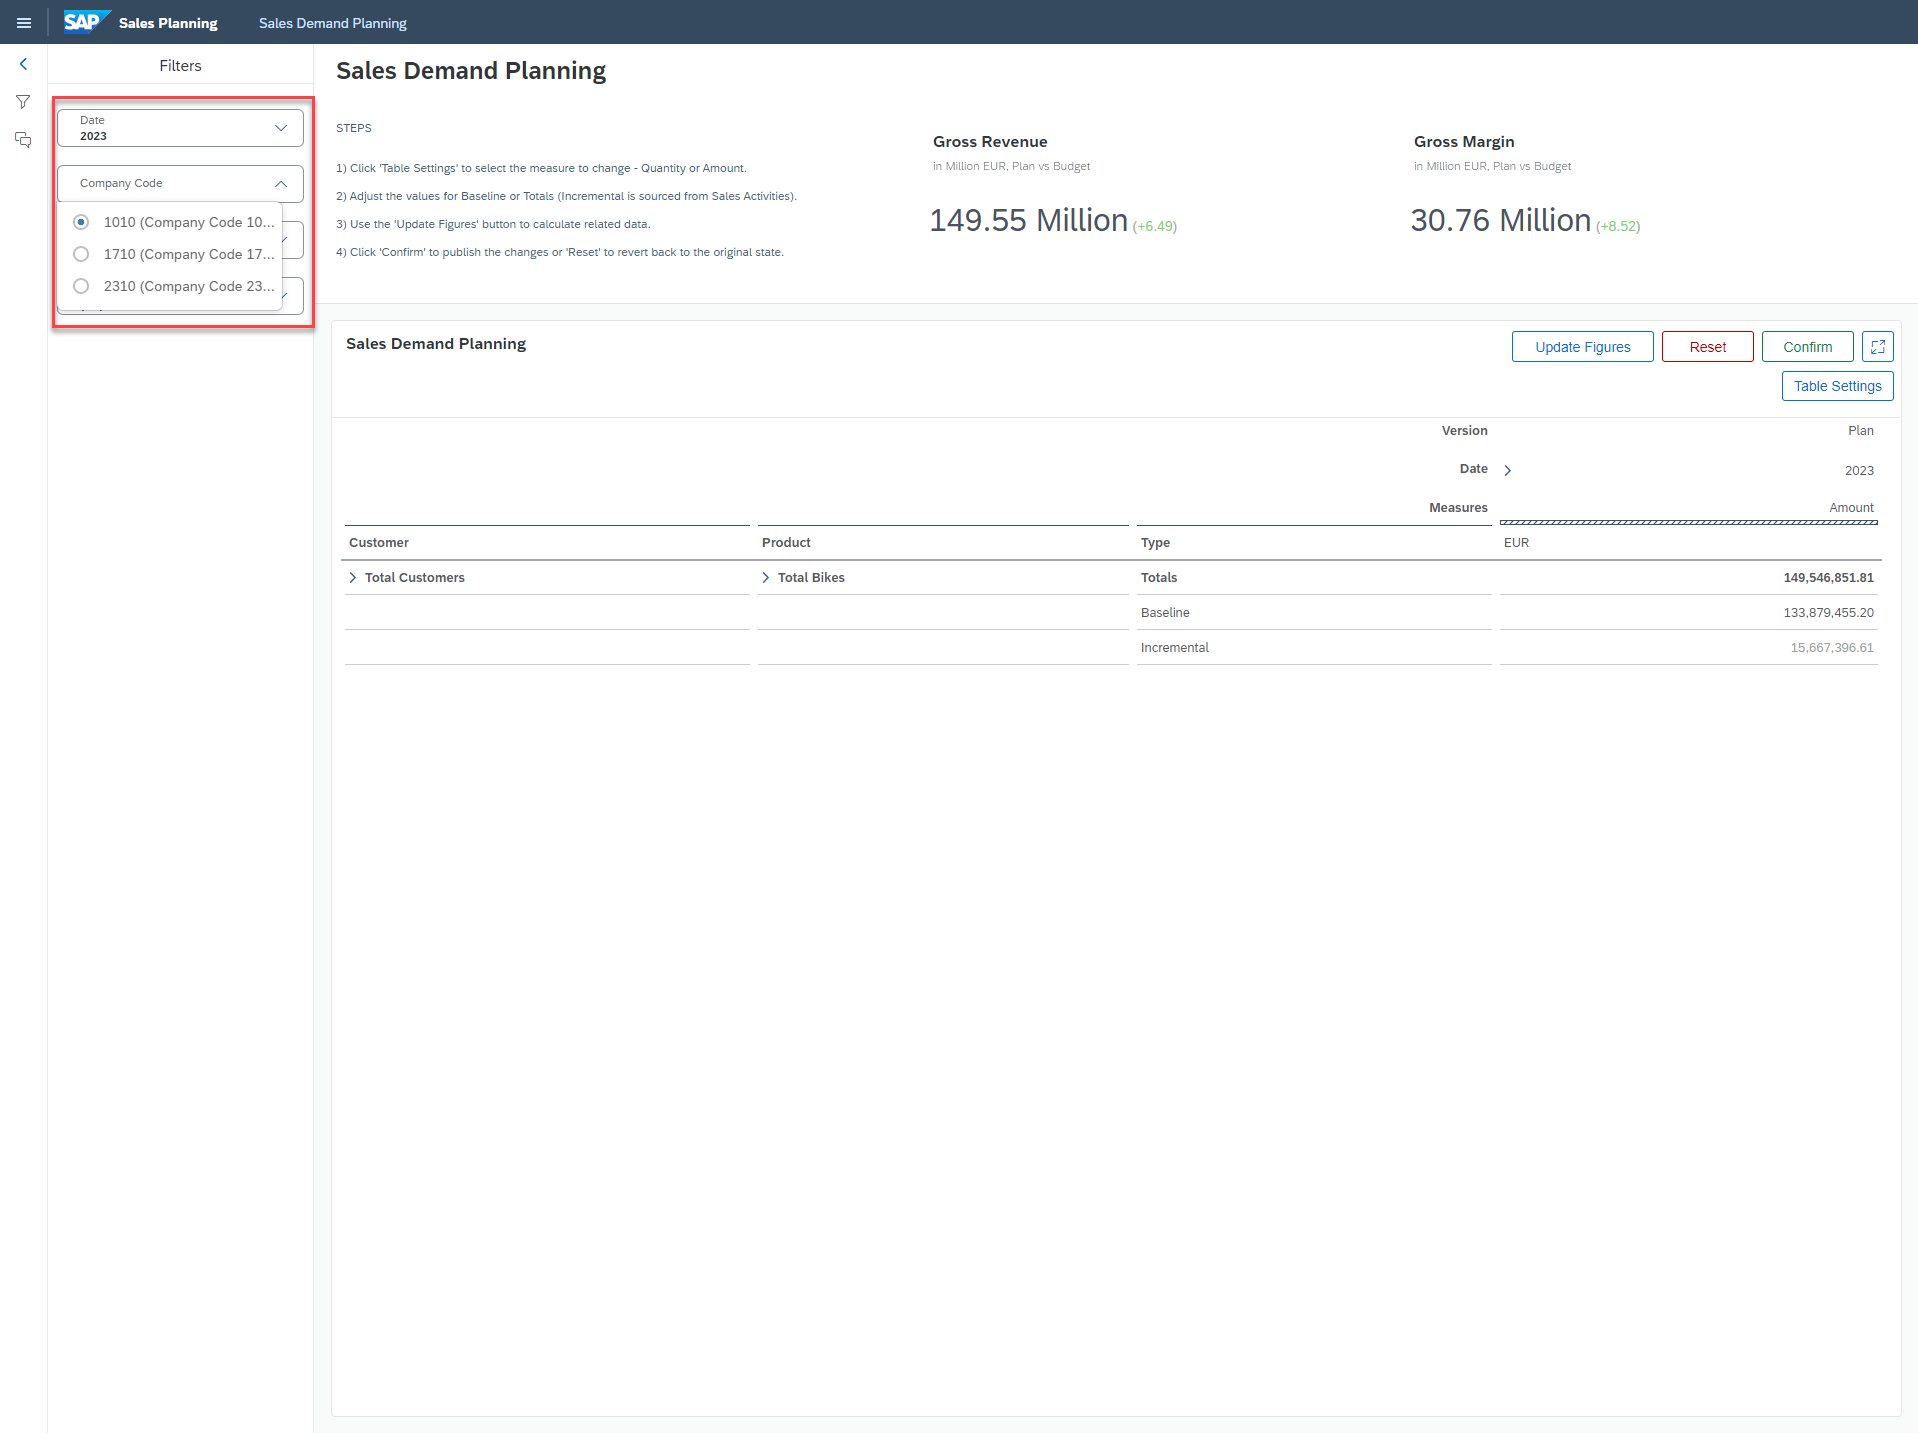 SAP Sales Planning Sales Demand Planning
Filters
Date
2023
Company Code
1010 (Company Code 10...
1710 (Company Code 17...
2310 (Company Code 23...
Sales Demand Planning
STEPS
1) Click 'Table Settings' to select the measure to change - Quantity or Amount.
2) Adjust the values for Baseline or Totals (Incremental is sourced from Sales Activities).
3) Use the 'Update Figures' button to calculate related data.
4) Click 'Confirm' to publish the changes or 'Reset' to revert back to the original state.
Gross Revenue
in Million EUR, Plan vs Budget
149.55 Million (+6.49)
Gross Margin
in Million EUR, Plan vs Budget
30.76 Million (+8.52)
Sales Demand Planning
Update Figures Reset Confirm
Table Settings
Version Plan
Date 2023
Measures Amount
Customer Product Type EUR
Total Customers Total Bikes Totals 149,546,851.81
Baseline 133,879,455.20
Incremental 15,667,396.61